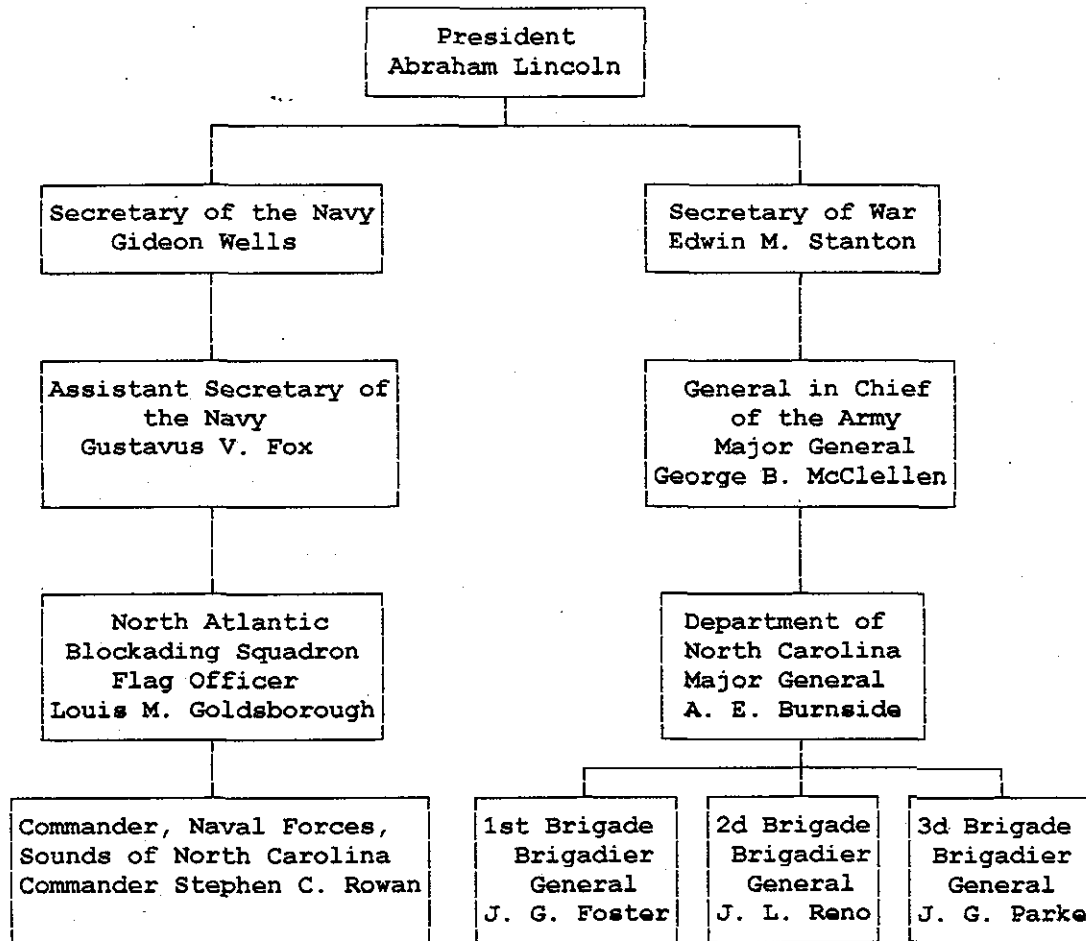 President
Abraham Lincoln
Secretary of the Navy
Gideon Wells
Secretary of War
Edwin M. Stanton
Assistant Secretary of
the Navy
Gustavus V. Fox
General in Chief
of the Army
Major General
George B. McClellen
North Atlantic
Blockading Squadron
Flag Officer
Louis M. Goldsborough
Department of
North Carolina
Major General
A. E. Burnside
Commander, Naval Forces,
Sounds of North Carolina
Commander Stephen C. Rowan
1st Brigade
Brigadier
General
J. G. Foster
2d Brigade
Brigadier
General
J. L. Reno
3d Brigade
Brigadier
General
J. G. Parke